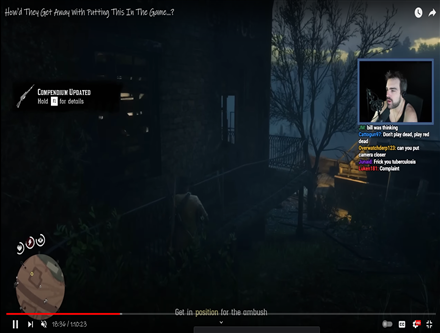 How'd They Get Away With Putting This In The Game...?
COMPENDIUM UPDATED
Hold for details
bill was thinking
Don't play dead, play red
dead
Overwatchderp123: can you put
camera closer
Frick you tuberculosis
Complaint
Get in position for the ambush
18:36 / 1:10:23